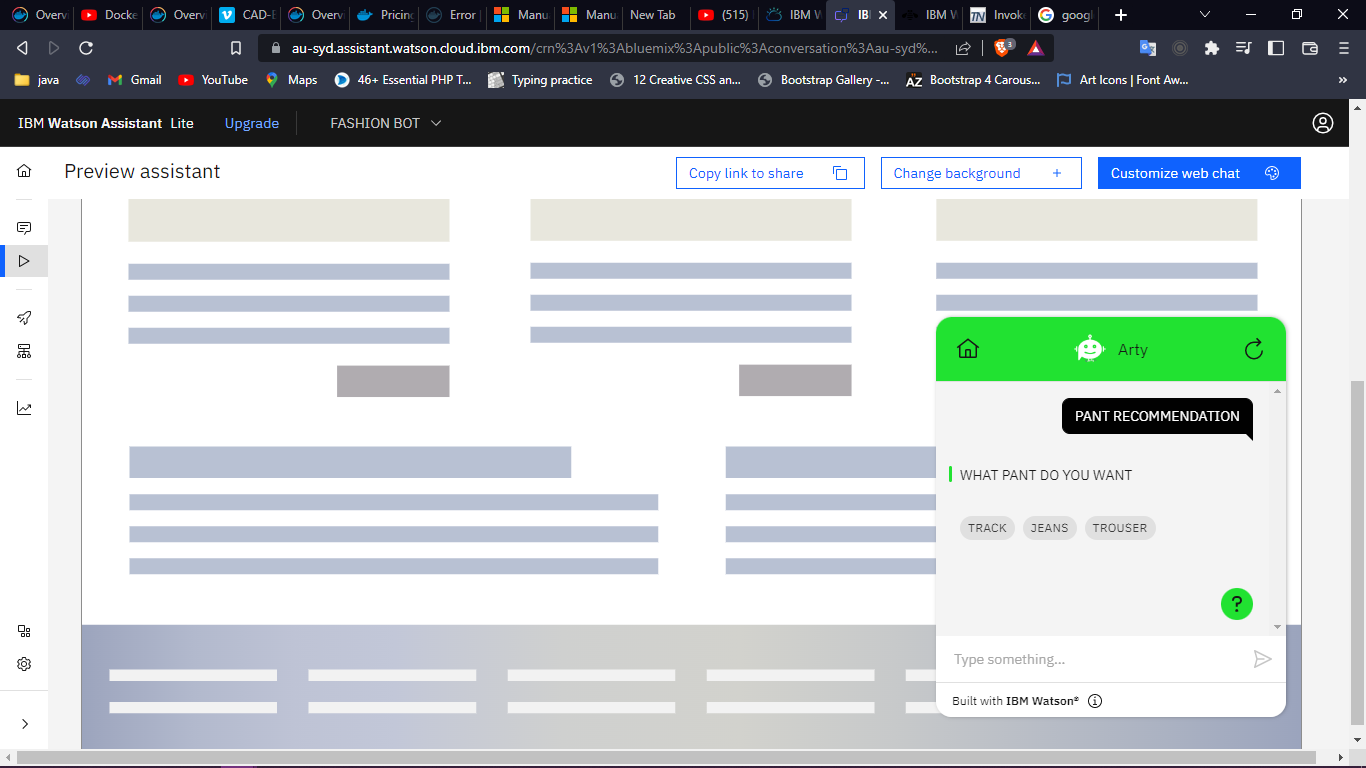 Overv
Docke
Overv
CAD-E
Overv
Pricing
Error
Manu
Manu
New Tab
(515)
IBM W
IBM
IBM W
TN
Invoke
googl
au-syd.assistant.watson.cloud.ibm.com/crn%3Av1%3Abluemix%3Apublic%3Aconversation%3Aau-syd%...
3
java
Gmail
YouTube
Maps
46+ Essential PHP T...
Typing practice
12 Creative CSS an...
Bootstrap Gallery -...
AZ
Bootstrap 4 Carous...
Art Icons | Font Aw...
»
IBM Watson Assistant Lite
Upgrade
FASHION BOT
Preview assistant
Copy link to share
Change background +
Customize web chat
Arty
PANT RECOMMENDATION
WHAT PANT DO YOU WANT
TRACK
JEANS
TROUSER
?
Type something...
Built with IBM Watson®